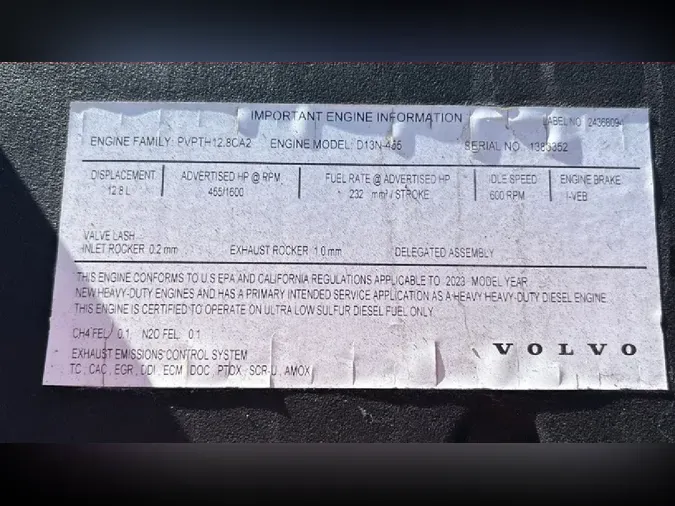 IMPORTANT ENGINE INFORMATION
LABEL NO 24368094
ENGINE FAMILY: PVPTH12.8CA2 ENGINE MODEL: D13N-455 SERIAL NO 1383352
DISPLACEMENT ADVERTISED HP @ RPM FUEL RATE @ ADVERTISED HP IDLE SPEED ENGINE BRAKE
12.8 L 455/1600 232 mm³/ STROKE 600 RPM I-VEB
VALVE LASH
INLET ROCKER 0.2 mm EXHAUST ROCKER 1.0 mm DELEGATED ASSEMBLY
THIS ENGINE CONFORMS TO U.S EPA AND CALIFORNIA REGULATIONS APPLICABLE TO 2023 MODEL YEAR
NEW HEAVY-DUTY ENGINES AND HAS A PRIMARY INTENDED SERVICE APPLICATION AS A HEAVY HEAVY-DUTY DIESEL ENGINE.
THIS ENGINE IS CERTIFIED TO OPERATE ON ULTRA LOW SULFUR DIESEL FUEL ONLY
CH4 FEL 0.1 N2O FEL 0.1
EXHAUST EMISSIONS CONTROL SYSTEM
TC, CAC, EGR, DDI, ECM, DOC, PTOX, SCR-U, AMOX
VOLVO